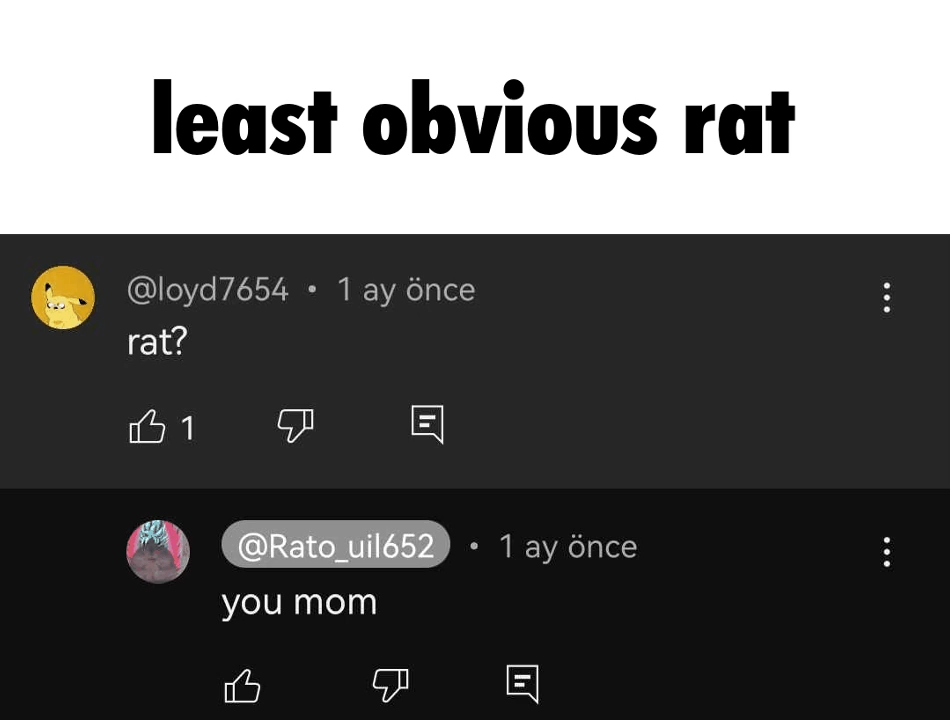 least obvious rat
@loyd7654 • 1 ay önce
rat?
1
@Rato_uil652 • 1 ay önce
you mom